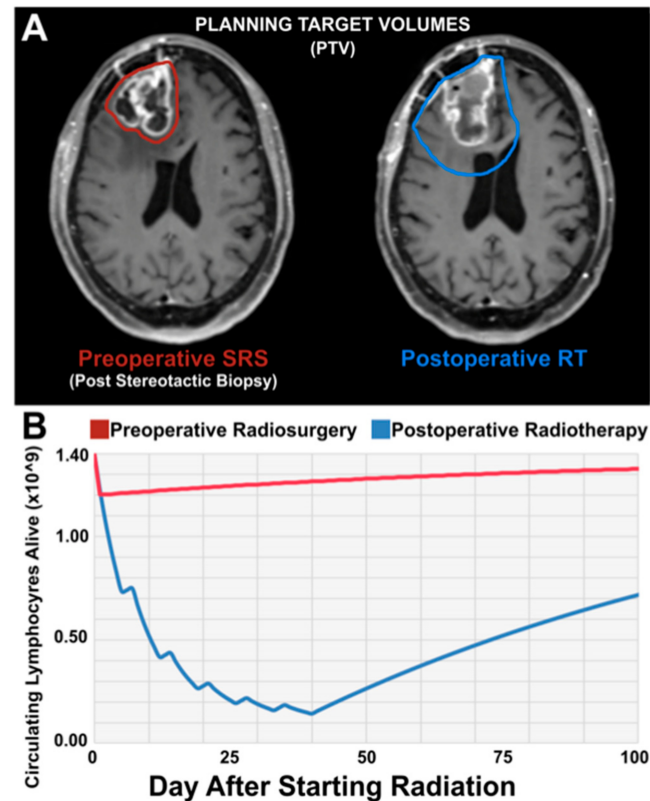 A
PLANNING TARGET VOLUMES
(PTV)
Preoperative SRS
(Post Stereotactic Biopsy)
Postoperative RT
B
Preoperative Radiosurgery
Postoperative Radiotherapy
Circulating Lymphocyres Alive (x10^9)
1.40
1.00
0.50
0.00
0
25
50
75
100
Day After Starting Radiation